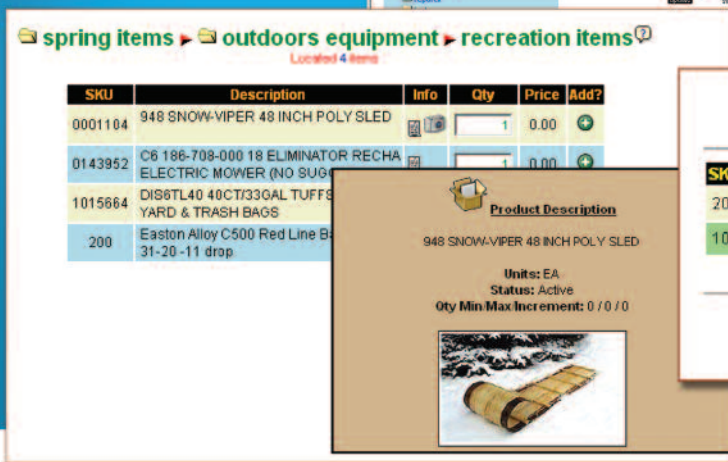 spring items outdoors equipment recreation items
Located 4 items
SKU Description Info Qty Price Add?
0001104 948 SNOW-VIPER 48 INCH POLY SLED 1 0.00
0143952 C6 186-708-000 18 ELIMINATOR RECHA
ELECTRIC MOWER (NO SUGG 1 0.00
1015664 DIS6TL40 40CT/33GAL TUFFS
YARD & TRASH BAGS
200 Easton Alloy C500 Red Line Ba
31-20 -11 drop
Product Description
948 SNOW-VIPER 48 INCH POLY SLED
Units: EA
Status: Active
Qty Min/Max/Increment: 0 / 0 / 0
SK
20
10